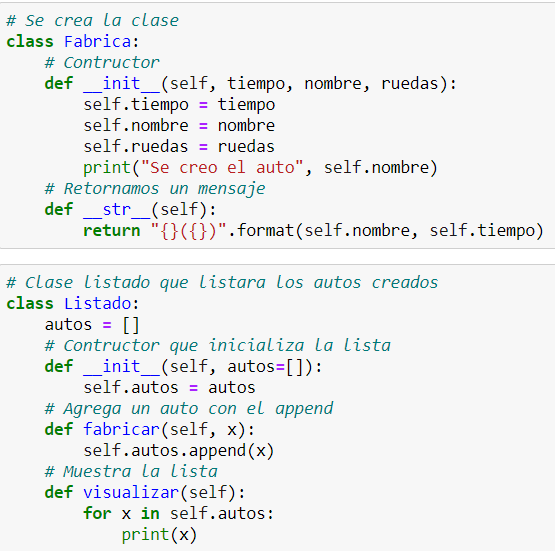 # Se crea la clase
class Fabrica:
    # Contructor
    def __init__(self, tiempo, nombre, ruedas):
        self.tiempo = tiempo
        self.nombre = nombre
        self.ruedas = ruedas
        print("Se creo el auto", self.nombre)
    # Retornamos un mensaje
    def __str__(self):
        return "{}({})".format(self.nombre, self.tiempo)
# Clase listado que listara los autos creados
class Listado:
    autos = []
    # Contructor que inicializa la lista
    def __init__(self, autos=[]):
        self.autos = autos
    # Agrega un auto con el append
    def fabricar(self, x):
        self.autos.append(x)
    # Muestra la lista
    def visualizar(self):
        for x in self.autos:
            print(x)